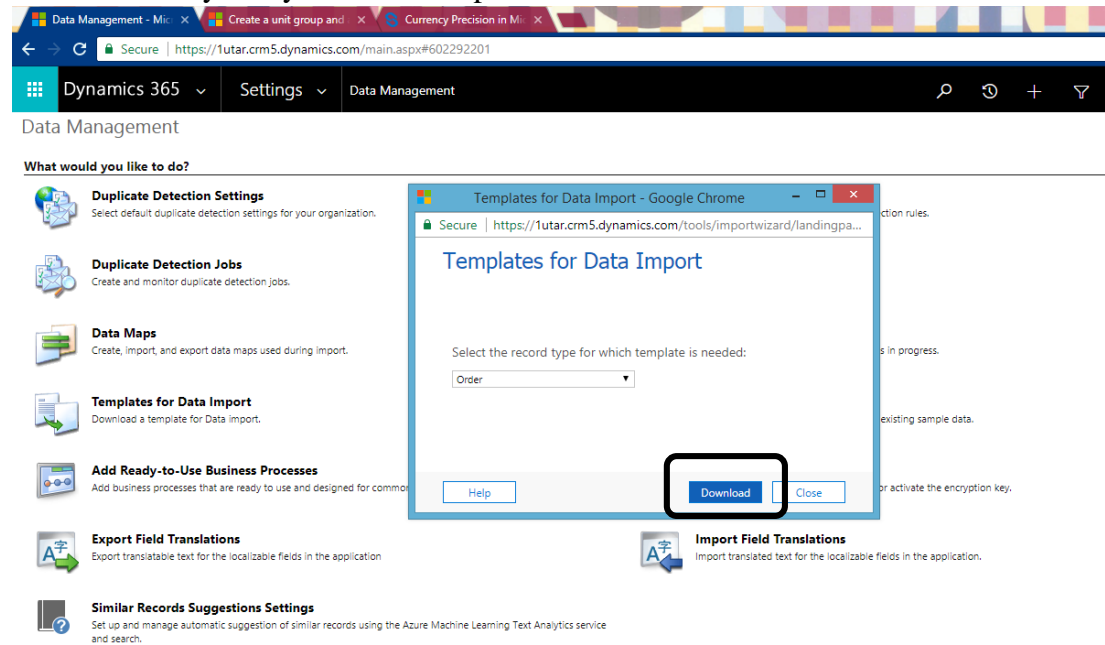 Data Management - Mic
Create a unit group and
Currency Precision in Mic
Secure | https://1utar.crm5.dynamics.com/main.aspx#602292201
Dynamics 365 Settings Data Management
Data Management
What would you like to do?
Duplicate Detection Settings
Select default duplicate detection settings for your organization.
ction rules.
Duplicate Detection Jobs
Create and monitor duplicate detection jobs.
Data Maps
Create, import, and export data maps used during import.
s in progress.
Templates for Data Import
Download a template for Data import.
existing sample data.
Add Ready-to-Use Business Processes
Add business processes that are ready to use and designed for commor
or activate the encryption key.
Templates for Data Import - Google Chrome
Secure | https://1utar.crm5.dynamics.com/tools/importwizard/landingpa...
Templates for Data Import
Select the record type for which template is needed:
Order
Help Download Close
Export Field Translations
Export translatable text for the localizable fields in the application
Import Field Translations
Import translated text for the localizable fields in the application.
Similar Records Suggestions Settings
Set up and manage automatic suggestion of similar records using the Azure Machine Learning Text Analytics service
and search.